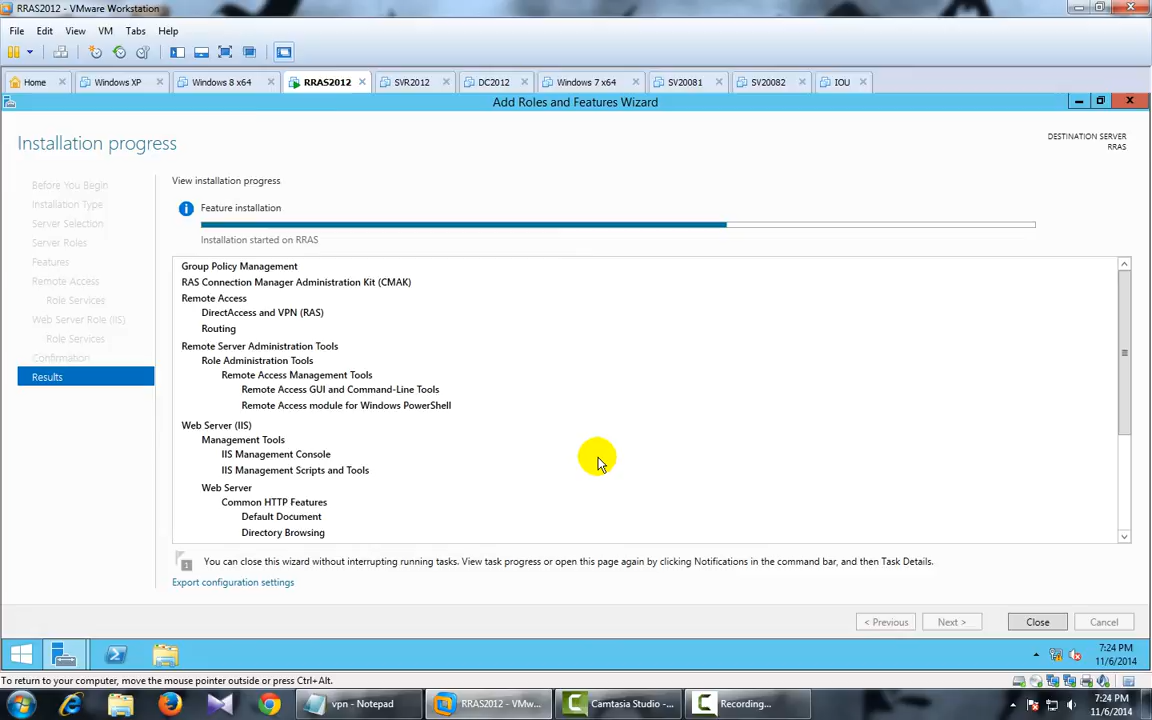 RRAS2012 - VMware Workstation
File Edit View VM Tabs Help
Home Windows XP Windows 8 x64 RRAS2012 SVR2012 DC2012 Windows 7 x64 SV20081 SV20082 IOU
Add Roles and Features Wizard
Installation progress
DESTINATION SERVER
RRAS
Before You Begin
Installation Type
Server Selection
Server Roles
Features
Remote Access
Role Services
Web Server Role (IIS)
Role Services
Confirmation
Results
View installation progress
Feature installation
Installation started on RRAS
Group Policy Management
RAS Connection Manager Administration Kit (CMAK)
Remote Access
DirectAccess and VPN (RAS)
Routing
Remote Server Administration Tools
Role Administration Tools
Remote Access Management Tools
Remote Access GUI and Command-Line Tools
Remote Access module for Windows PowerShell
Web Server (IIS)
Management Tools
IIS Management Console
IIS Management Scripts and Tools
Web Server
Common HTTP Features
Default Document
Directory Browsing
1 You can close this wizard without interrupting running tasks. View task progress or open this page again by clicking Notifications in the command bar, and then Task Details.
Export configuration settings
< Previous Next > Close Cancel
7:24 PM
11/6/2014
To return to your computer, move the mouse pointer outside or press Ctrl+Alt.
vpn - Notepad RRAS2012 - VMw... Camtasia Studio -... Recording...
7:24 PM
11/6/2014